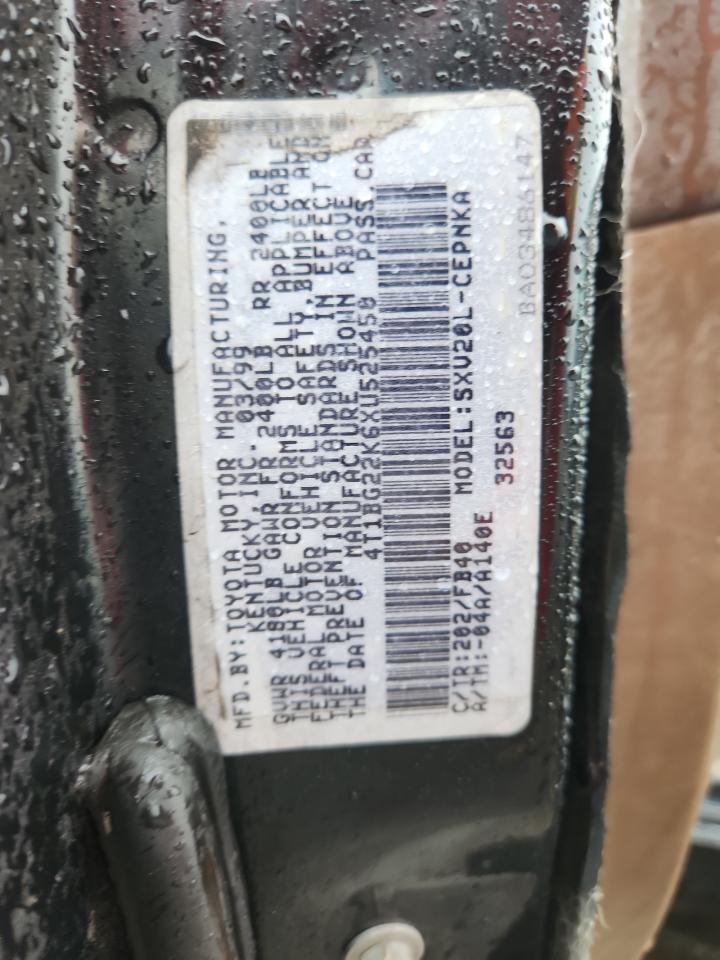 MFD.BY:TOYOTA MOTOR MANUFACTURING,
KENTUCKY,INC. 03/99
GVWR 4180LB GAWR FR 2400LB RR 2400LB
THIS VEHICLE CONFORMS TO ALL APPLICABLE
FEDERAL MOTOR VEHICLE SAFETY,BUMPER AND
THEFT PREVENTION STANDARDS IN EFFECT ON
THE DATE OF MANUFACTURE SHOWN ABOVE
4T1BG22K6XU525450 PASS.CAR
C/TR:202/FB40 MODEL:SXV20L-CEPNKA
A/TM:-04A/A140E 32563
BAO3486147